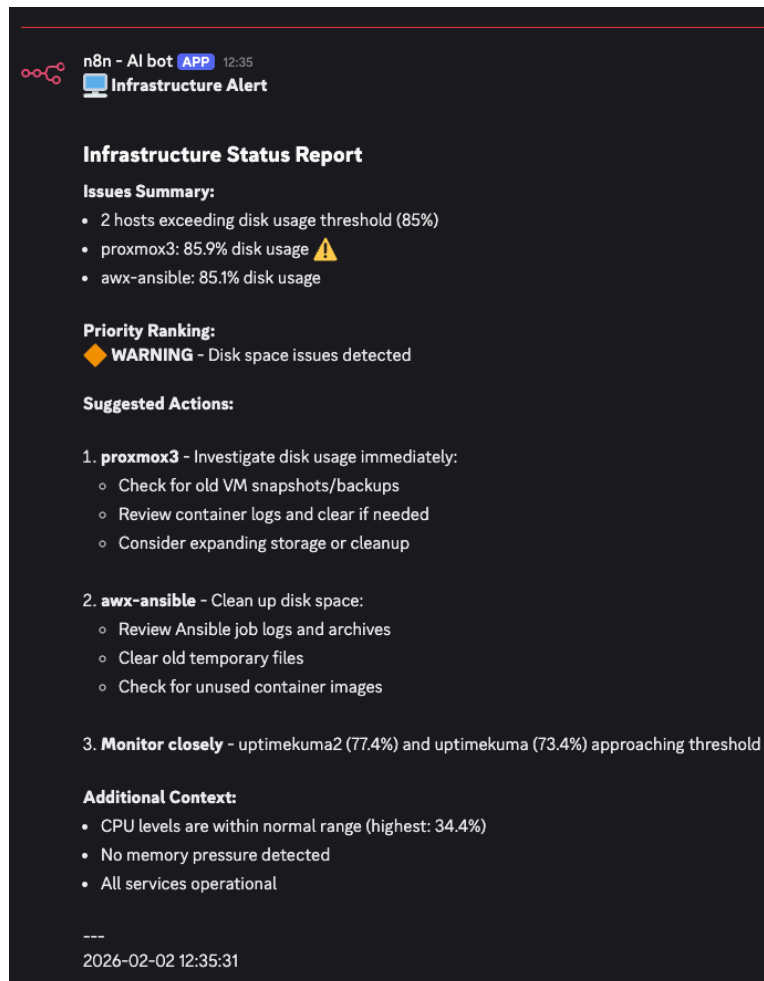 n8n - AI bot APP 12:35
🖥️ Infrastructure Alert
Infrastructure Status Report
Issues Summary:
• 2 hosts exceeding disk usage threshold (85%)
• proxmox3: 85.9% disk usage ⚠️
• awx-ansible: 85.1% disk usage
Priority Ranking:
🔶 WARNING - Disk space issues detected
Suggested Actions:
1. proxmox3 - Investigate disk usage immediately:
◦ Check for old VM snapshots/backups
◦ Review container logs and clear if needed
◦ Consider expanding storage or cleanup
2. awx-ansible - Clean up disk space:
◦ Review Ansible job logs and archives
◦ Clear old temporary files
◦ Check for unused container images
3. Monitor closely - uptimekuma2 (77.4%) and uptimekuma (73.4%) approaching threshold
Additional Context:
• CPU levels are within normal range (highest: 34.4%)
• No memory pressure detected
• All services operational
---
2026-02-02 12:35:31